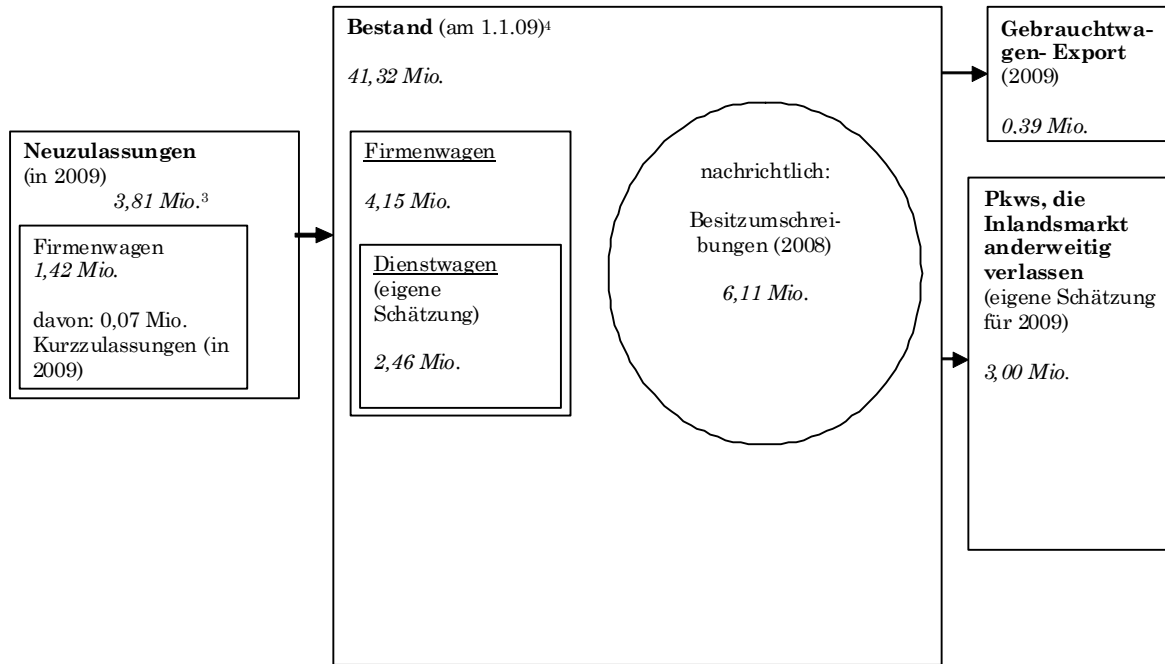 Neuzulassungen
(in 2009)
3,81 Mio.³
Firmenwagen
1,42 Mio.
davon: 0,07 Mio.
Kurzzulassungen (in
2009)
Bestand (am 1.1.09)⁴
41,32 Mio.
Firmenwagen
4,15 Mio.
Dienstwagen
(eigene
Schätzung)
2,46 Mio.
nachrichtlich:
Besitzumschrei-
bungen (2008)
6,11 Mio.
Gebrauchtwa-
gen- Export
(2009)
0,39 Mio.
Pkws, die
Inlandsmarkt
anderweitig
verlassen
(eigene Schätzung
für 2009)
3,00 Mio.